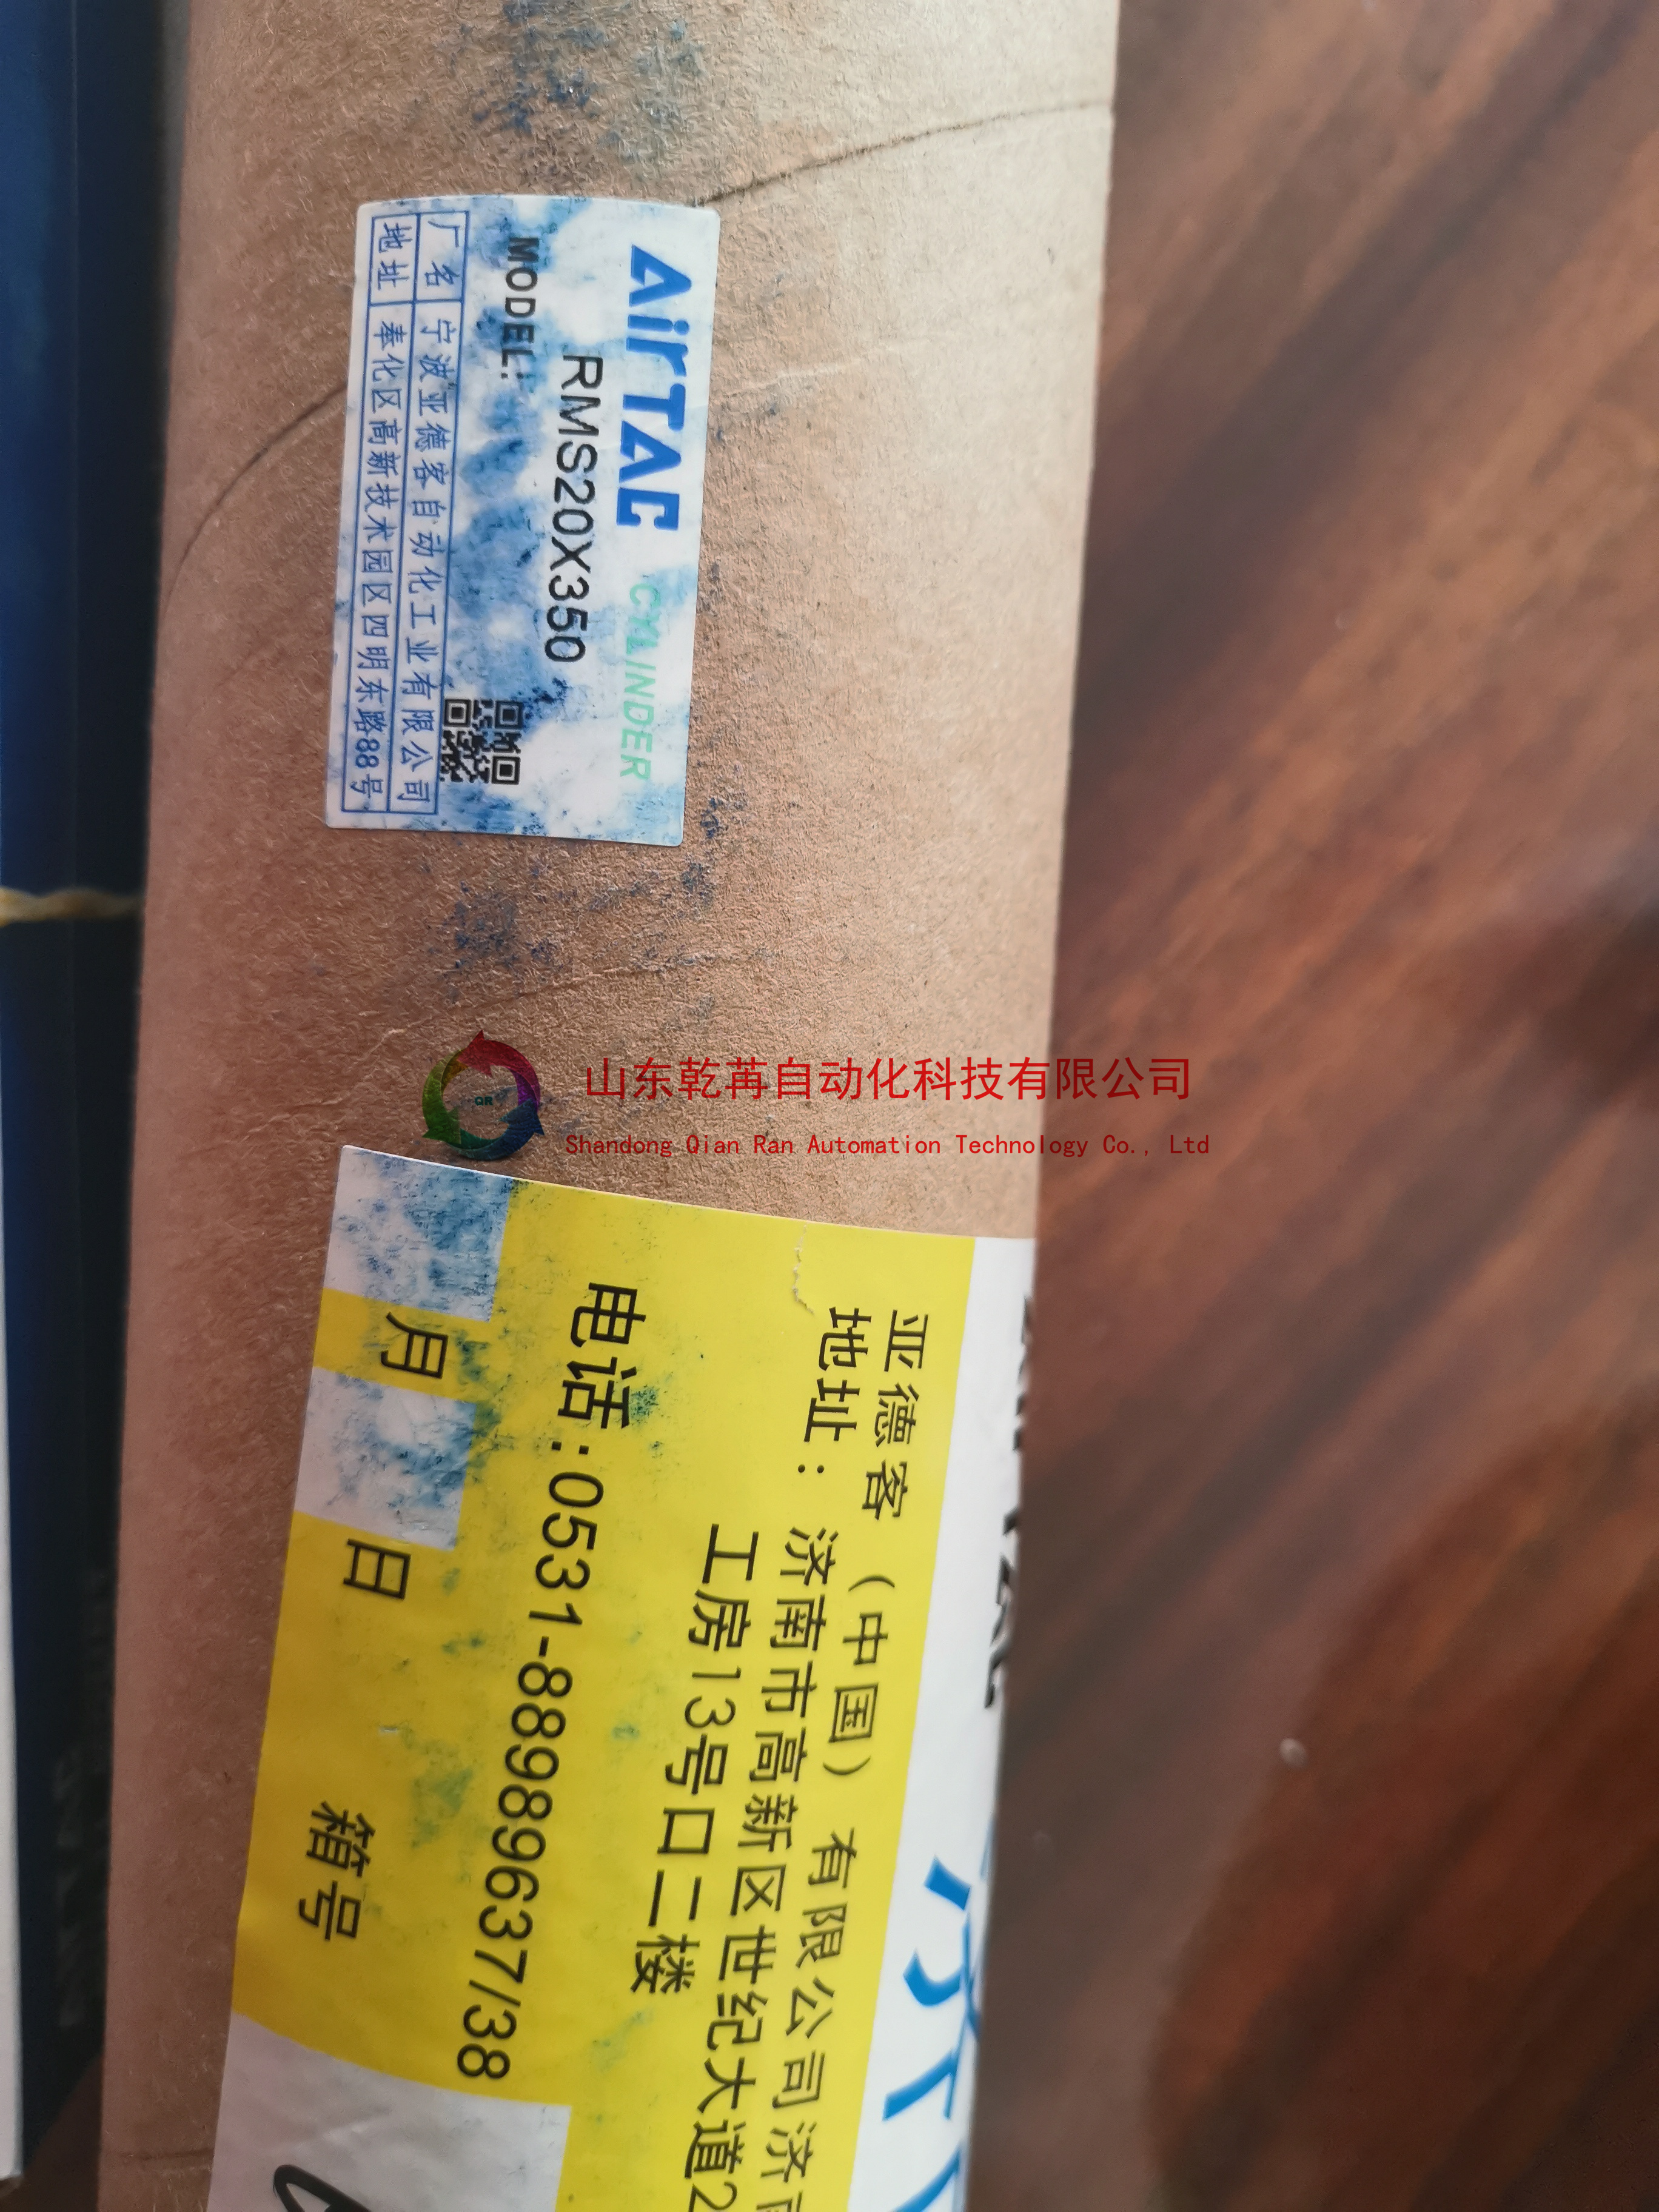 AirTAC CYLINDER
RMS20X350
MODEL:
厂名 宁波亚德客自动化工业有限公司
地址 奉化区高新技术园区四明东路88号
QR
山东乾苒自动化科技有限公司
Shandong Qian Ran Automation Technology Co., Ltd
亚德客（中国）有限公司济
地址：济南市高新区世纪大道2
工房13号口二楼
电话:0531-88989637/38
月 日 箱号